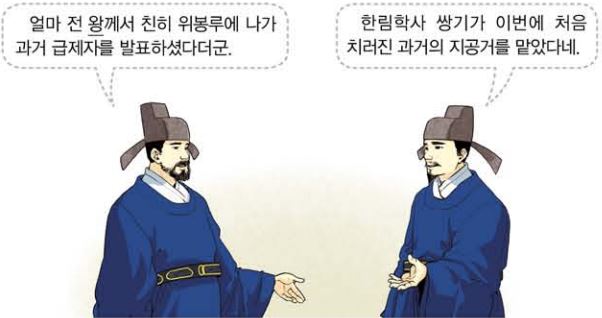 얼마 전 왕께서 친히 위봉루에 나가
과거 급제자를 발표하셨다더군.
한림학사 쌍기가 이번에 처음
치러진 과거의 지공거를 맡았다네.